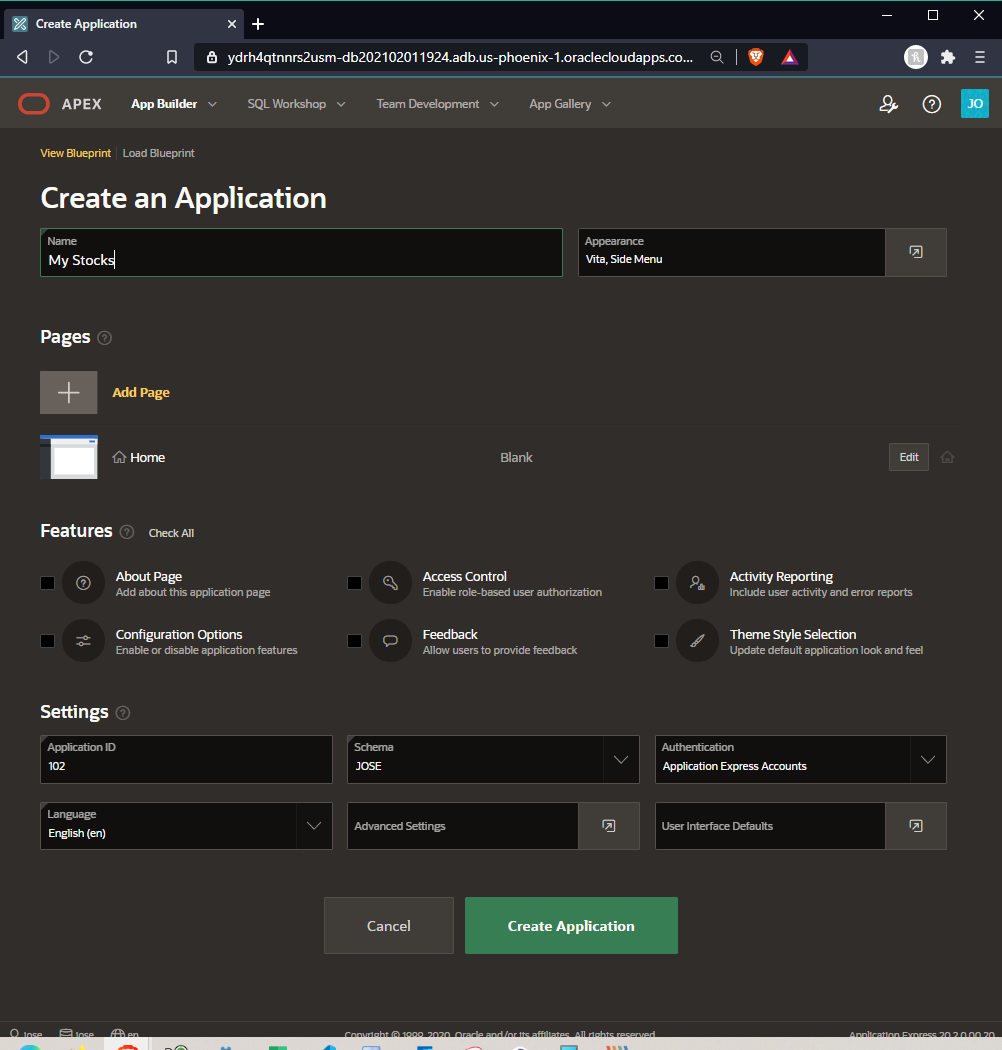 Create Application
ydrh4qtnnrs2usm-db202102011924.adb.us-phoenix-1.oraclecloudapps.co...
APEX App Builder SQL Workshop Team Development App Gallery JO
View Blueprint Load Blueprint
Create an Application
Name
My Stocks
Appearance
Vita, Side Menu
Pages
Add Page
Home Blank Edit
Features Check All
About Page
Add about this application page
Access Control
Enable role-based user authorization
Activity Reporting
Include user activity and error reports
Configuration Options
Enable or disable application features
Feedback
Allow users to provide feedback
Theme Style Selection
Update default application look and feel
Settings
Application ID
102
Schema
JOSE
Authentication
Application Express Accounts
Language
English (en)
Advanced Settings
User Interface Defaults
Cancel Create Application
Jose Jose en Copyright © 1999, 2020, Oracle and/or its affiliates. All rights reserved. Application Express 20.2.0.00.20